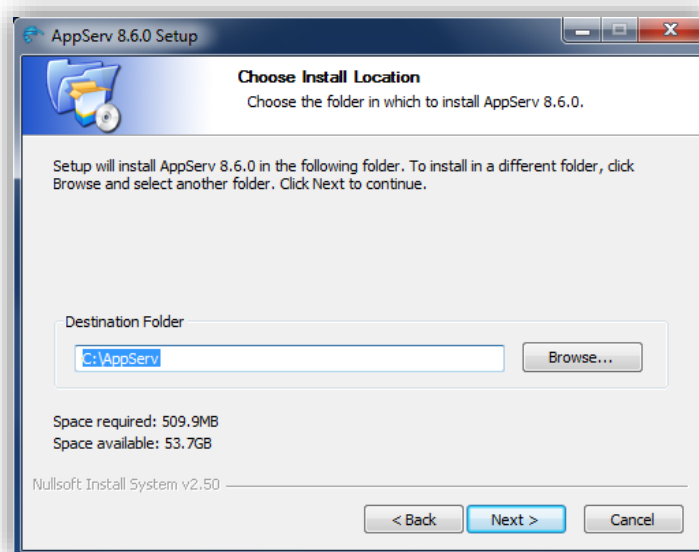 AppServ 8.6.0 Setup
Choose Install Location
Choose the folder in which to install AppServ 8.6.0.
Setup will install AppServ 8.6.0 in the following folder. To install in a different folder, click
Browse and select another folder. Click Next to continue.
Destination Folder
C:\AppServ
Browse...
Space required: 509.9MB
Space available: 53.7GB
Nullsoft Install System v2.50
< Back
Next >
Cancel